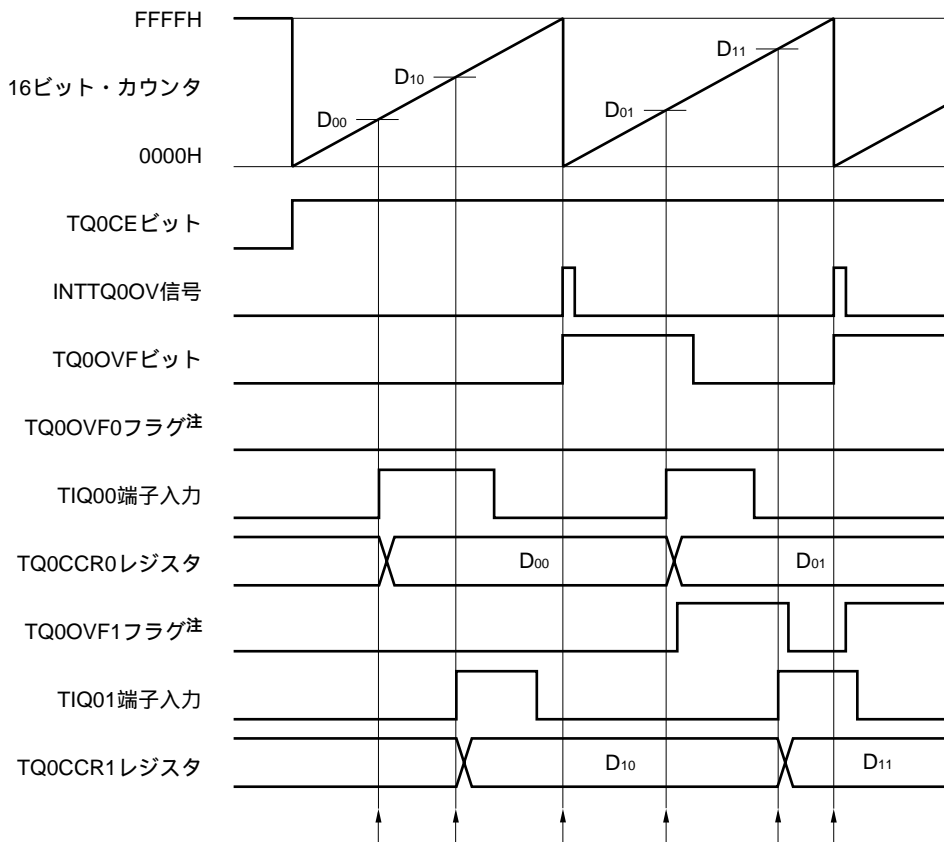 FFFFH
16ビット・カウンタ
0000H
D00
D10
D01
D11
TQ0CEビット
INTTQ0OV信号
TQ0OVFビット
TQ0OVF0フラグ注
TIQ00端子入力
TQ0CCR0レジスタ
D00
D01
TQ0OVF1フラグ注
TIQ01端子入力
TQ0CCR1レジスタ
D10
D11